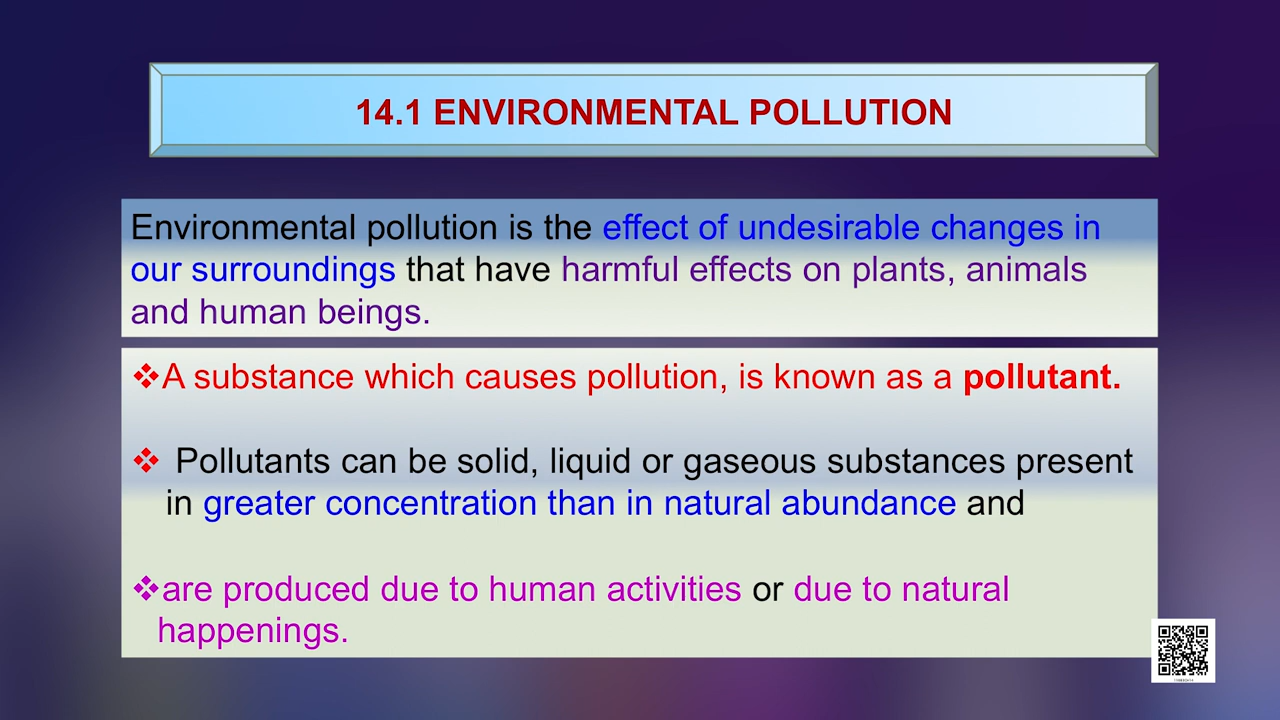 14.1 ENVIRONMENTAL POLLUTION
Environmental pollution is the effect of undesirable changes in
our surroundings that have harmful effects on plants, animals
and human beings.
❖A substance which causes pollution, is known as a pollutant.
❖ Pollutants can be solid, liquid or gaseous substances present
in greater concentration than in natural abundance and
❖are produced due to human activities or due to natural
happenings.